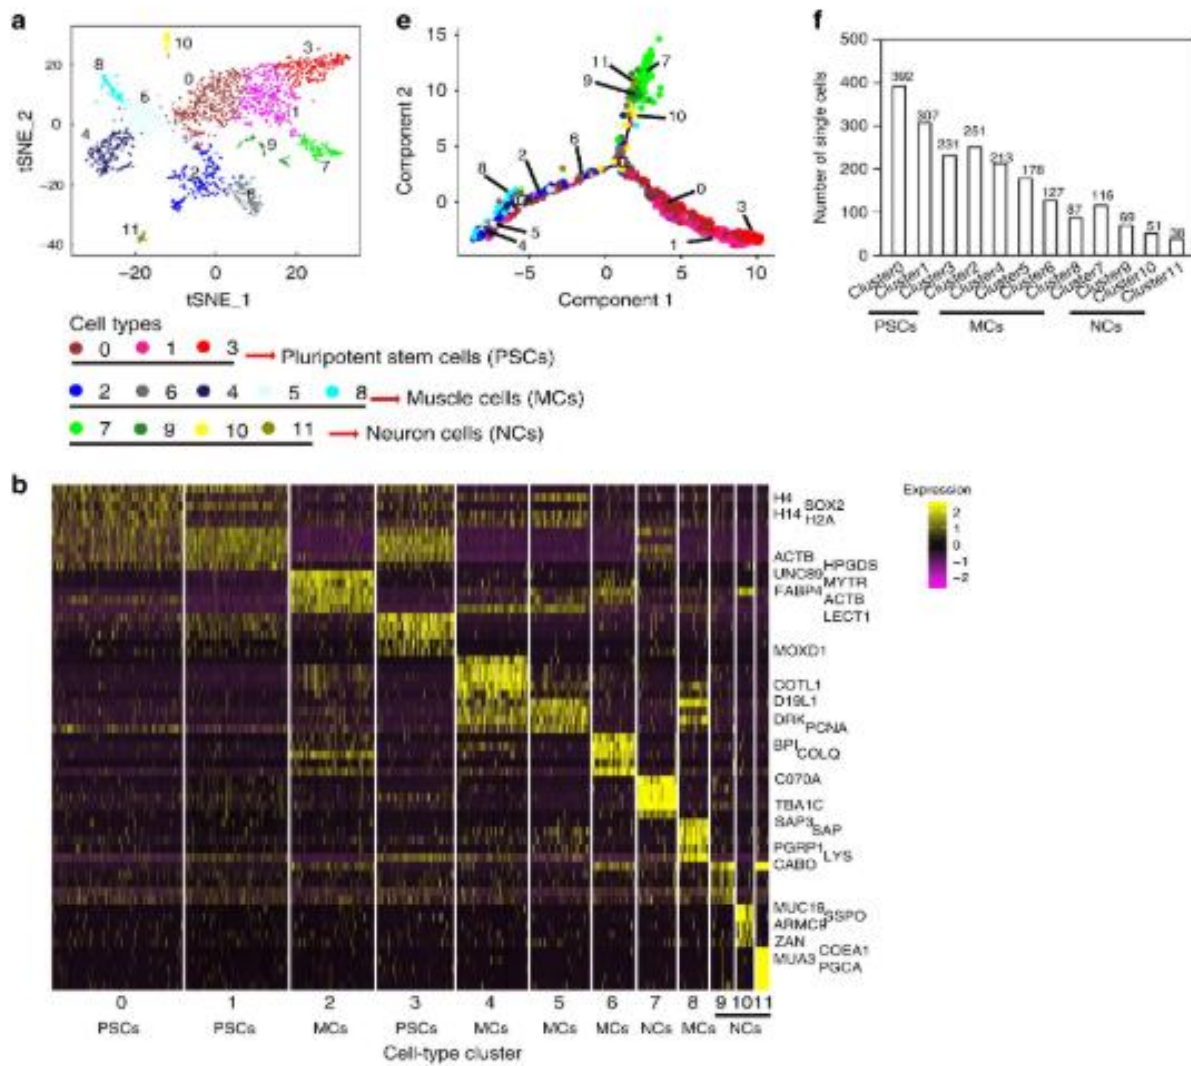 a
10
3
8
0
5
1
4
9
2
7
6
11
20
0
−20
−40
−20 0 20
tSNE_2
tSNE_1
e
15
10
5
0
−5 0 5 10
Component 2
Component 1
11
7
9
10
6
2
8
0
3
5
4
1
f
Number of single cells
500
400
300
200
100
0
392
307
231
251
213
178
127
87
116
69
51
38
Cluster0
Cluster1
Cluster3
Cluster2
Cluster4
Cluster5
Cluster6
Cluster8
Cluster7
Cluster9
Cluster10
Cluster11
PSCs MCs NCs
Cell types
0 1 3 Pluripotent stem cells (PSCs)
2 6 4 5 8 Muscle cells (MCs)
7 9 10 11 Neuron cells (NCs)
b
H4 SOX2
H14 H2A
ACTB
HPGDS
UNC89
MYTR
FABP4
ACTB
LECT1
MOXD1
COTL1
D19L1
DRK PCNA
BPI COLQ
C070A
TBA1C
SAP3 SAP
PGRP1 LYS
CABO
MUC19 SSPO
ARMC9
ZAN
COEA1
MUA3
PGCA
Expression
2
1
0
−1
−2
0 1 2 3 4 5 6 7 8 9 10 11
PSCs PSCs MCs PSCs MCs MCs MCs NCs MCs NCs
Cell-type cluster